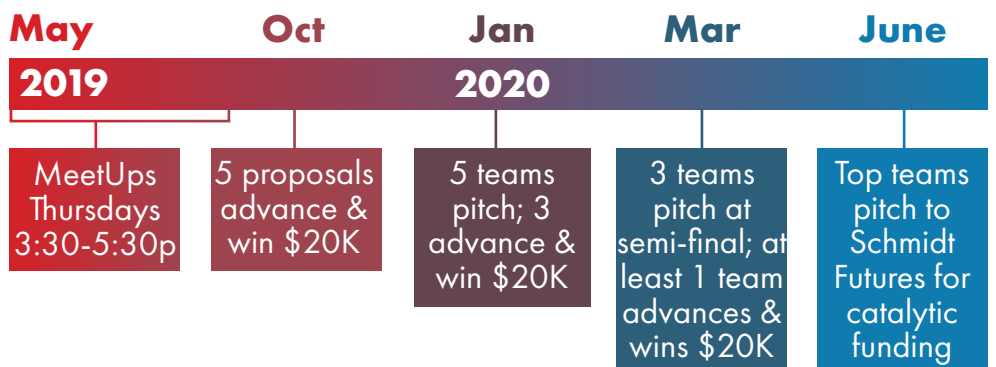 May
Oct
Jan
Mar
June
2019
2020
MeetUps
Thursdays
3:30-5:30p
5 proposals
advance &
win $20K
5 teams
pitch; 3
advance &
win $20K
3 teams
pitch at
semi-final; at
least 1 team
advances &
wins $20K
Top teams
pitch to
Schmidt
Futures for
catalytic
funding